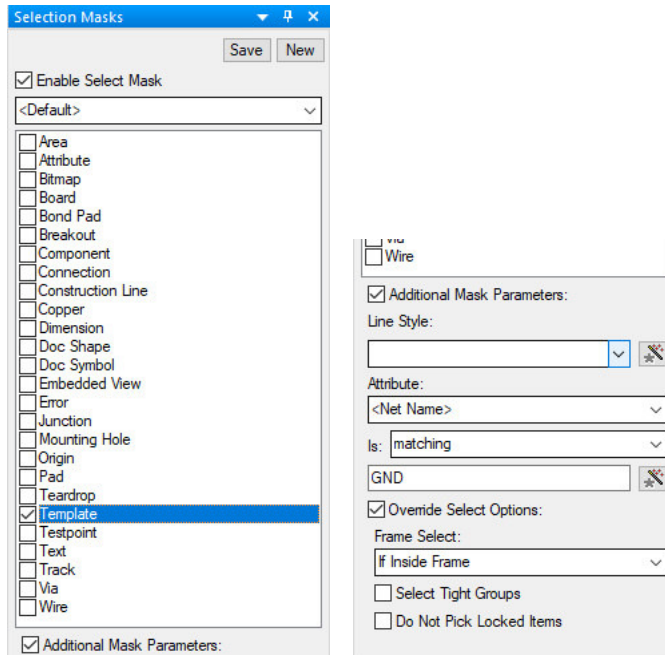 Selection Masks
Save New
Enable Select Mask
<Default>
Area
Attribute
Bitmap
Board
Bond Pad
Breakout
Component
Connection
Construction Line
Copper
Dimension
Doc Shape
Doc Symbol
Embedded View
Error
Junction
Mounting Hole
Origin
Pad
Teardrop
Template
Testpoint
Text
Track
Via
Wire
Additional Mask Parameters:
Via
Wire
Additional Mask Parameters:
Line Style:
Attribute:
<Net Name>
Is: matching
GND
Override Select Options:
Frame Select:
If Inside Frame
Select Tight Groups
Do Not Pick Locked Items